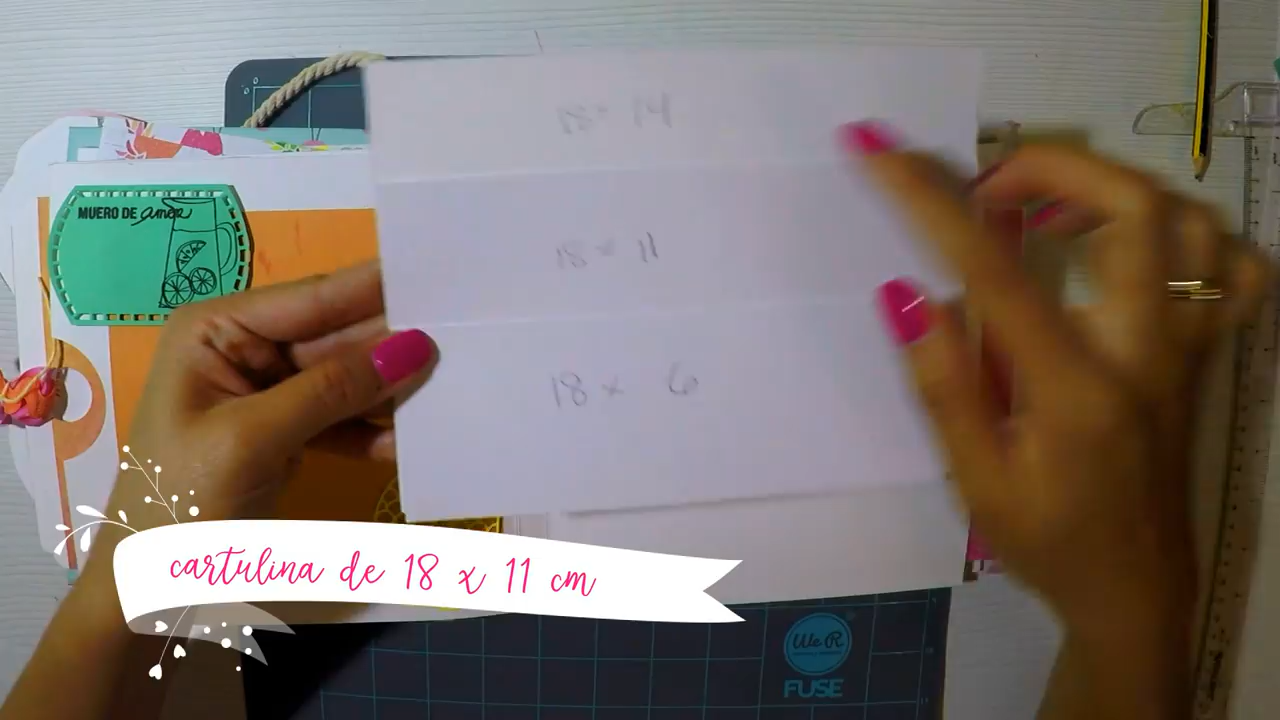 18 x 14
18 x 11
18 x 6
MUERO DE amor
cartulina de 18 x 11 cm
We R
FUSE